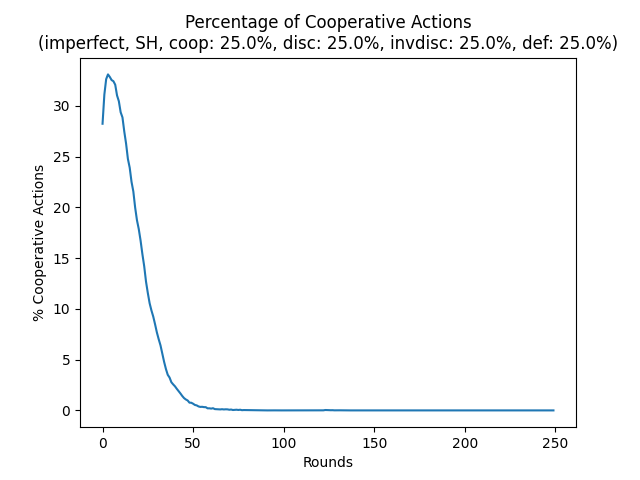 Percentage of Cooperative Actions
(imperfect, SH, coop: 25.0%, disc: 25.0%, invdisc: 25.0%, def: 25.0%)
30
25
20
15
10
5
0
% Cooperative Actions
0 50 100 150 200 250
Rounds